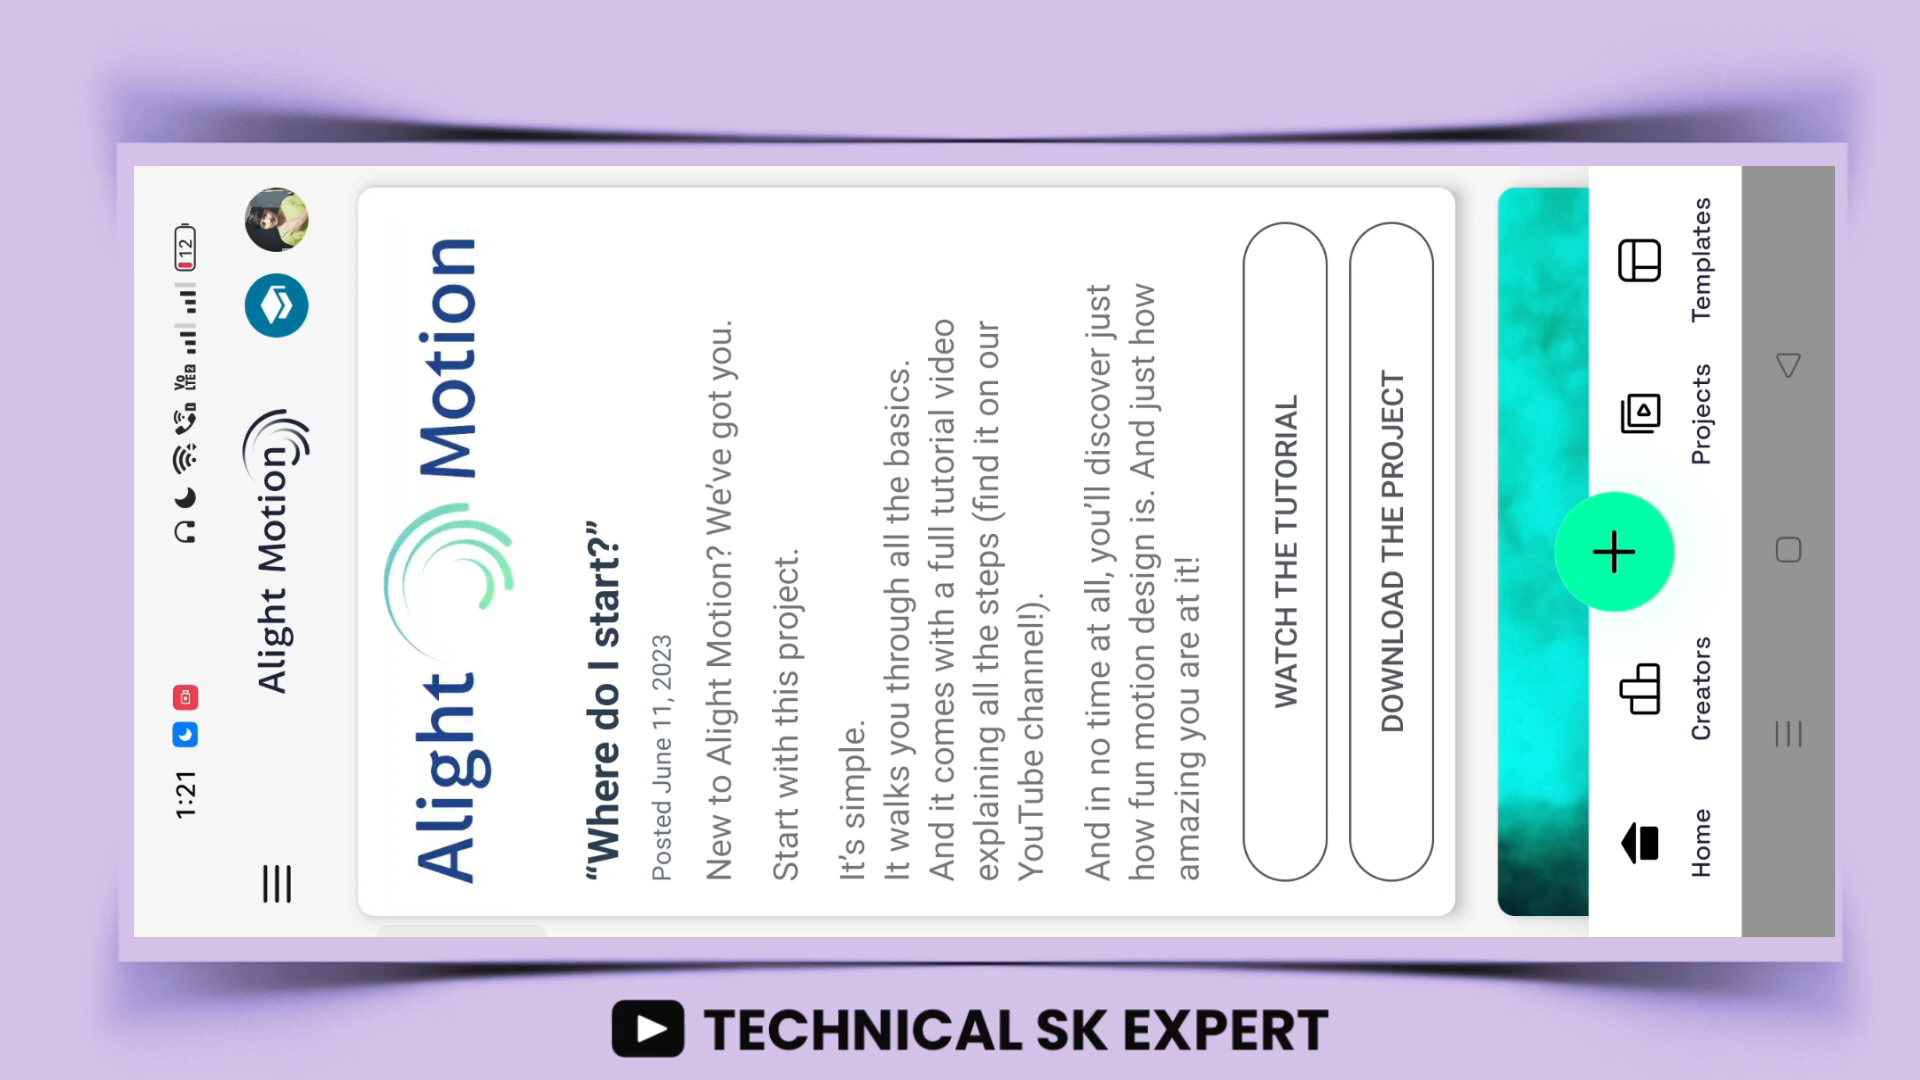 1:21
Vo
LTE2
12
Alight Motion
Alight Motion
“Where do I start?”
Posted June 11, 2023
New to Alight Motion? We’ve got you.
Start with this project.
It’s simple.
It walks you through all the basics.
And it comes with a full tutorial video
explaining all the steps (find it on our
YouTube channel!).
And in no time at all, you’ll discover just
how fun motion design is. And just how
amazing you are at it!
WATCH THE TUTORIAL
DOWNLOAD THE PROJECT
Home
Creators
Projects
Templates
TECHNICAL SK EXPERT